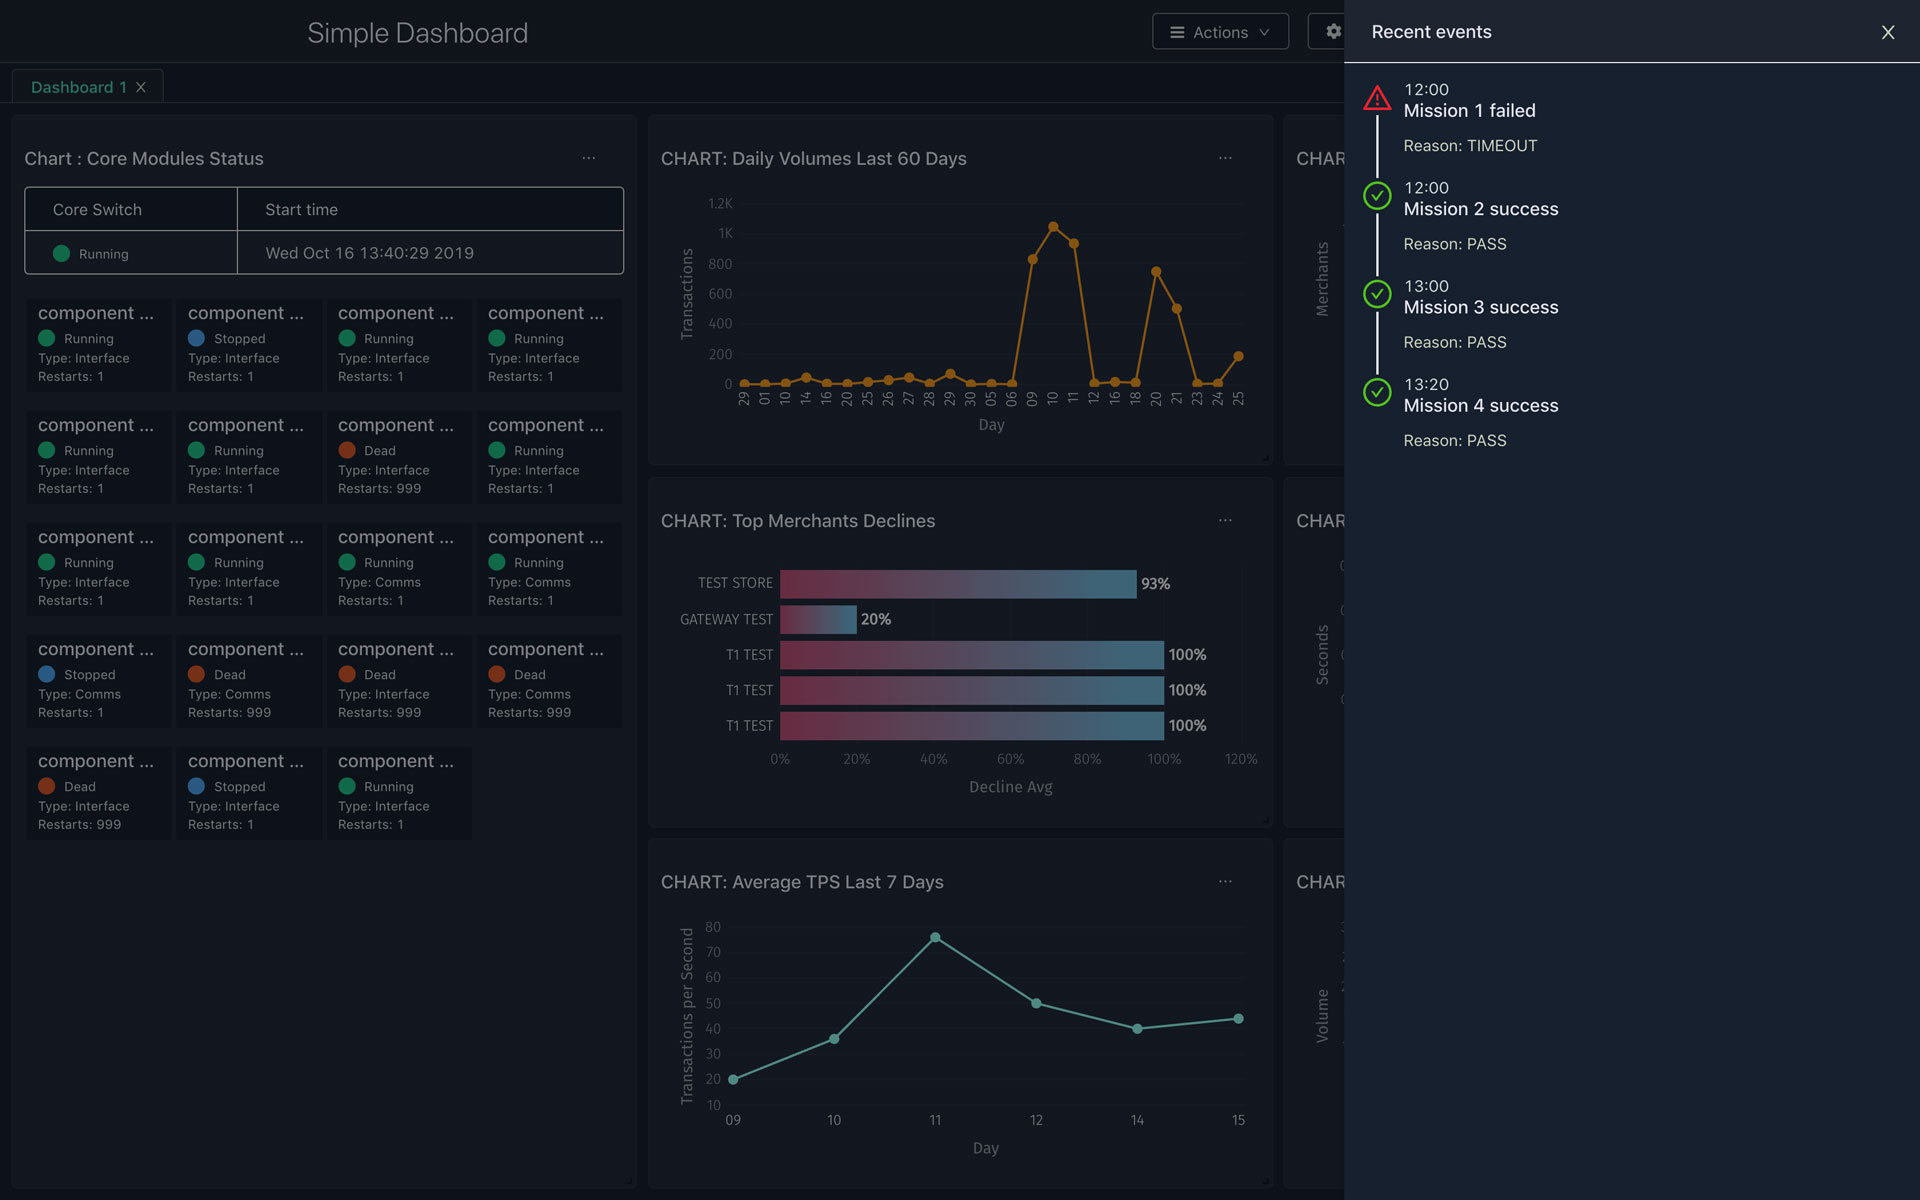 Simple Dashboard
Actions
Dashboard 1
Chart : Core Modules Status
...
Core Switch Start time
Running Wed Oct 16 13:40:29 2019
component ... component ... component ... component ...
Running Stopped Running Running
Type: Interface Type: Interface Type: Interface Type: Interface
Restarts: 1 Restarts: 1 Restarts: 1 Restarts: 1
component ... component ... component ... component ...
Running Running Dead Running
Type: Interface Type: Interface Type: Interface Type: Interface
Restarts: 1 Restarts: 1 Restarts: 999 Restarts: 1
component ... component ... component ... component ...
Running Running Running Running
Type: Interface Type: Interface Type: Comms Type: Comms
Restarts: 1 Restarts: 1 Restarts: 1 Restarts: 1
component ... component ... component ... component ...
Stopped Dead Dead Dead
Type: Comms Type: Comms Type: Interface Type: Comms
Restarts: 1 Restarts: 999 Restarts: 999 Restarts: 999
component ... component ... component ...
Dead Stopped Running
Type: Interface Type: Interface Type: Interface
Restarts: 999 Restarts: 1 Restarts: 1
CHART: Daily Volumes Last 60 Days
...
Transactions
1.2K
1K
800
600
400
200
0
29 01 10 14 16 20 25 26 27 28 29 30 05 06 09 10 11 12 16 18 20 21 23 24 25
Day
CHART: Top Merchants Declines
...
TEST STORE 93%
GATEWAY TEST 20%
T1 TEST 100%
T1 TEST 100%
T1 TEST 100%
0% 20% 40% 60% 80% 100% 120%
Decline Avg
CHART: Average TPS Last 7 Days
...
Transactions per Second
80
70
60
50
40
30
20
10
09 10 11 12 14 15
Day
CHAR
Merchants
CHAR
Seconds
CHAR
Volume
Recent events
12:00
Mission 1 failed
Reason: TIMEOUT
12:00
Mission 2 success
Reason: PASS
13:00
Mission 3 success
Reason: PASS
13:20
Mission 4 success
Reason: PASS